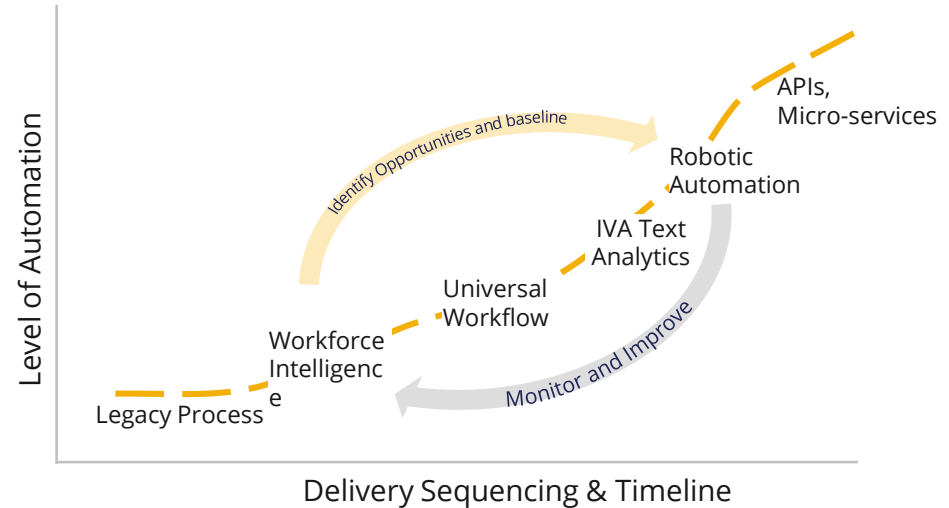 Level of Automation
Identify Opportunities and baseline
APIs,
Micro-services
Robotic
Automation
IVA Text
Analytics
Universal
Workflow
Workforce
Intelligenc
e
Legacy Process
Monitor and Improve
Delivery Sequencing & Timeline